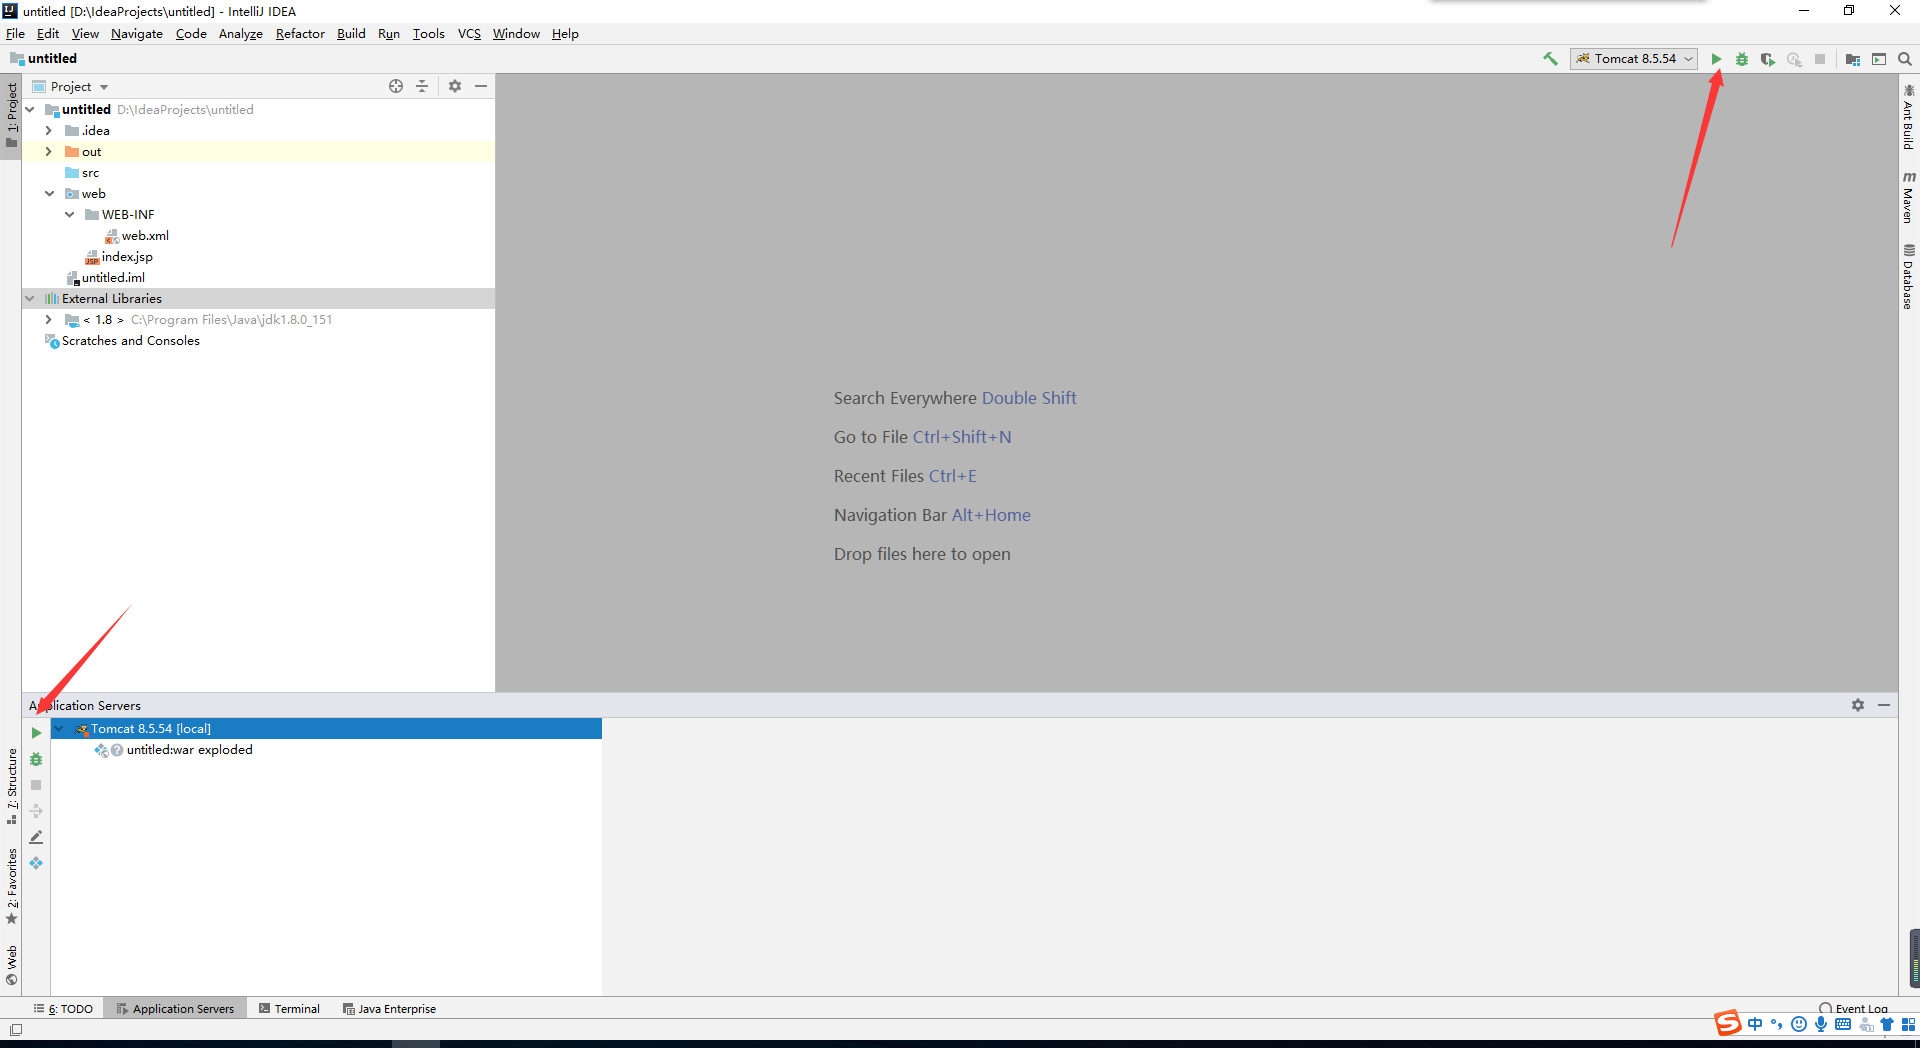 untitled [D:\IdeaProjects\untitled] - IntelliJ IDEA
File Edit View Navigate Code Analyze Refactor Build Run Tools VCS Window Help
untitled
Tomcat 8.5.54
1: Project
Project
untitled D:\IdeaProjects\untitled
.idea
out
src
web
WEB-INF
web.xml
JSP index.jsp
untitled.iml
External Libraries
< 1.8 > C:\Program Files\Java\jdk1.8.0_151
Scratches and Consoles
Search Everywhere Double Shift
Go to File Ctrl+Shift+N
Recent Files Ctrl+E
Navigation Bar Alt+Home
Drop files here to open
Ant Build
m Maven
Database
Application Servers
Tomcat 8.5.54 [local]
? untitled:war exploded
7: Structure
2: Favorites
Web
6: TODO Application Servers Terminal Java Enterprise
Event Log
S 中